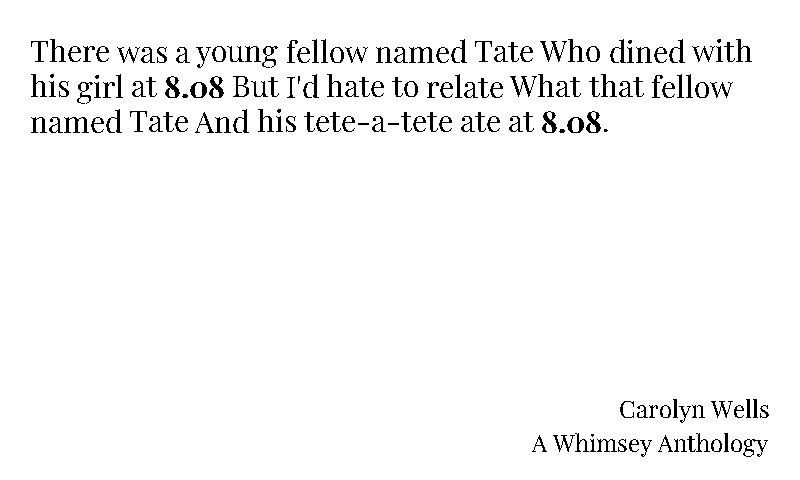 There was a young fellow named Tate Who dined with
his girl at 8.08 But I'd hate to relate What that fellow
named Tate And his tete-a-tete ate at 8.08.
Carolyn Wells
A Whimsey Anthology